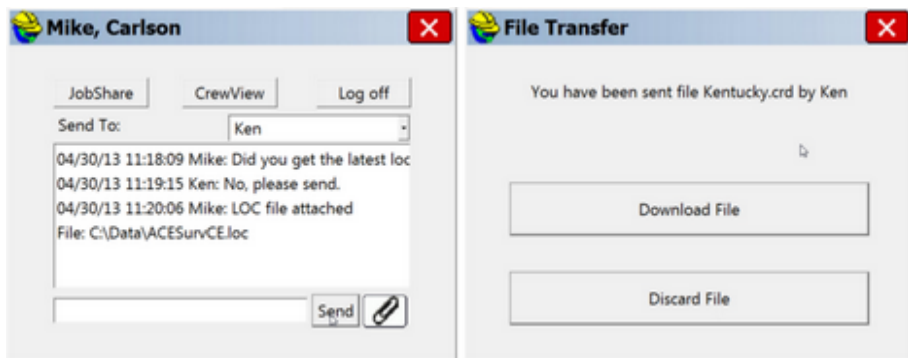 Mike, Carlson
JobShare CrewView Log off
Send To: Ken
04/30/13 11:18:09 Mike: Did you get the latest loc
04/30/13 11:19:15 Ken: No, please send.
04/30/13 11:20:06 Mike: LOC file attached
File: C:\Data\ACESurvCE.loc
Send
File Transfer
You have been sent file Kentucky.crd by Ken
Download File
Discard File